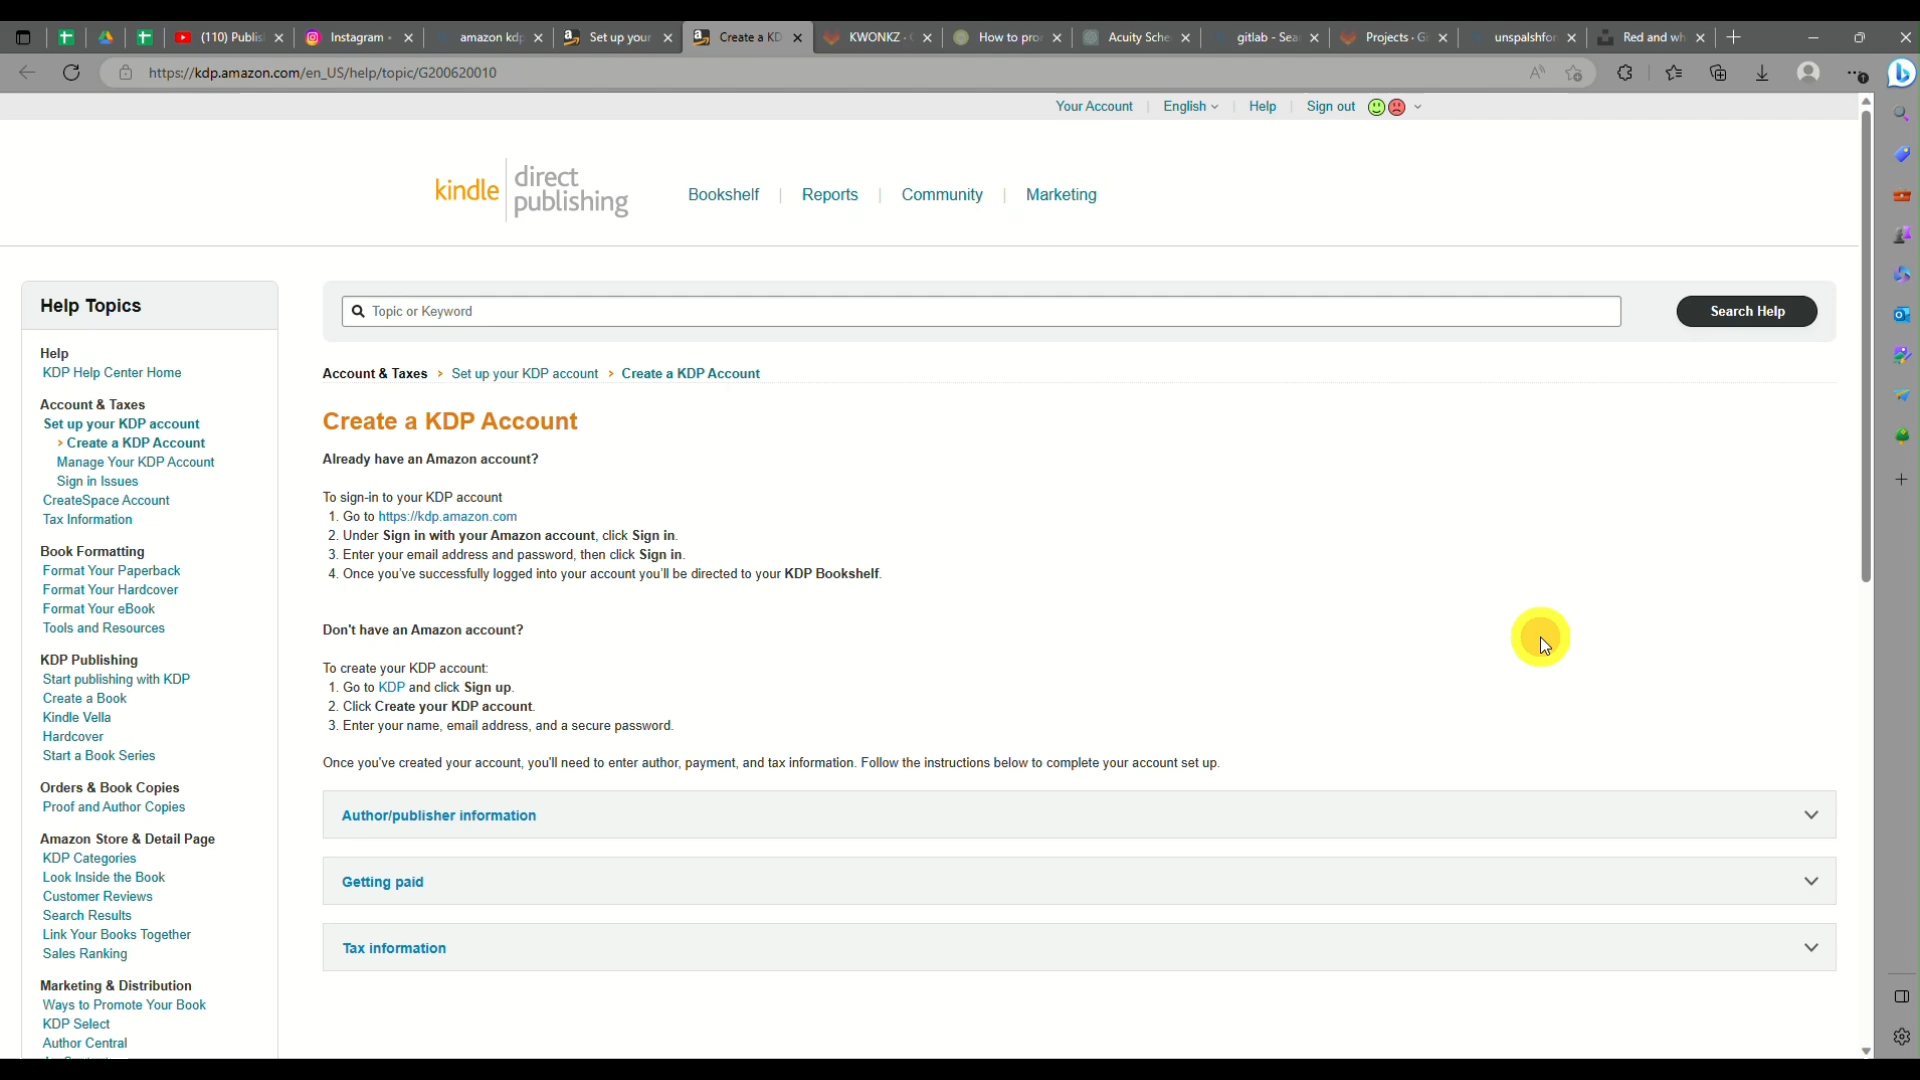 (110) Publis
Instagram
amazon kdp
Set up your
Create a KD
KWONKZ
How to pro
Acuity Sche
gitlab - Sea
Projects · G
unspalshfor
Red and wh
https://kdp.amazon.com/en_US/help/topic/G200620010
Your Account
English
Help
Sign out
kindle
direct
publishing
Bookshelf
Reports
Community
Marketing
Help Topics
Topic or Keyword
Search Help
Help
KDP Help Center Home
Account & Taxes
Set up your KDP account
> Create a KDP Account
Manage Your KDP Account
Sign in Issues
CreateSpace Account
Tax Information
Book Formatting
Format Your Paperback
Format Your Hardcover
Format Your eBook
Tools and Resources
KDP Publishing
Start publishing with KDP
Create a Book
Kindle Vella
Hardcover
Start a Book Series
Orders & Book Copies
Proof and Author Copies
Amazon Store & Detail Page
KDP Categories
Look Inside the Book
Customer Reviews
Search Results
Link Your Books Together
Sales Ranking
Marketing & Distribution
Ways to Promote Your Book
KDP Select
Author Central
Account & Taxes > Set up your KDP account > Create a KDP Account
Create a KDP Account
Already have an Amazon account?
To sign-in to your KDP account
1. Go to https://kdp.amazon.com
2. Under Sign in with your Amazon account, click Sign in.
3. Enter your email address and password, then click Sign in.
4. Once you've successfully logged into your account you'll be directed to your KDP Bookshelf.
Don't have an Amazon account?
To create your KDP account:
1. Go to KDP and click Sign up.
2. Click Create your KDP account.
3. Enter your name, email address, and a secure password.
Once you've created your account, you'll need to enter author, payment, and tax information. Follow the instructions below to complete your account set up.
Author/publisher information
Getting paid
Tax information